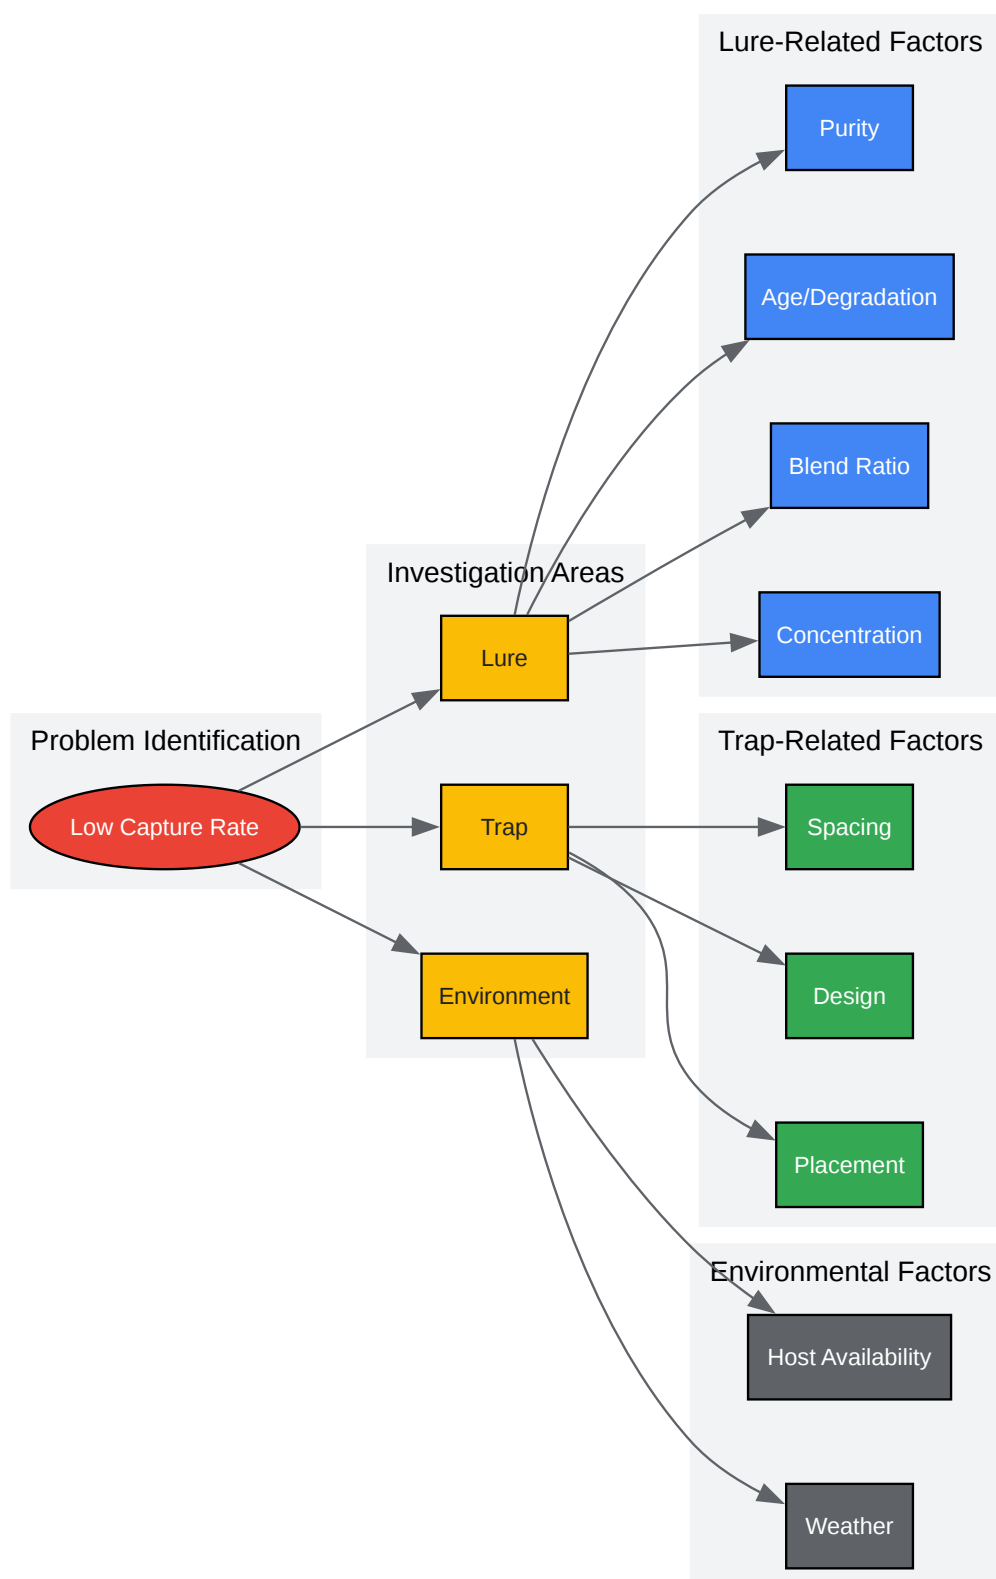 Lure-Related Factors
Purity
Age/Degradation
Blend Ratio
Concentration
Investigation Areas
Lure
Trap
Environment
Problem Identification
Low Capture Rate
Trap-Related Factors
Spacing
Design
Placement
Environmental Factors
Host Availability
Weather